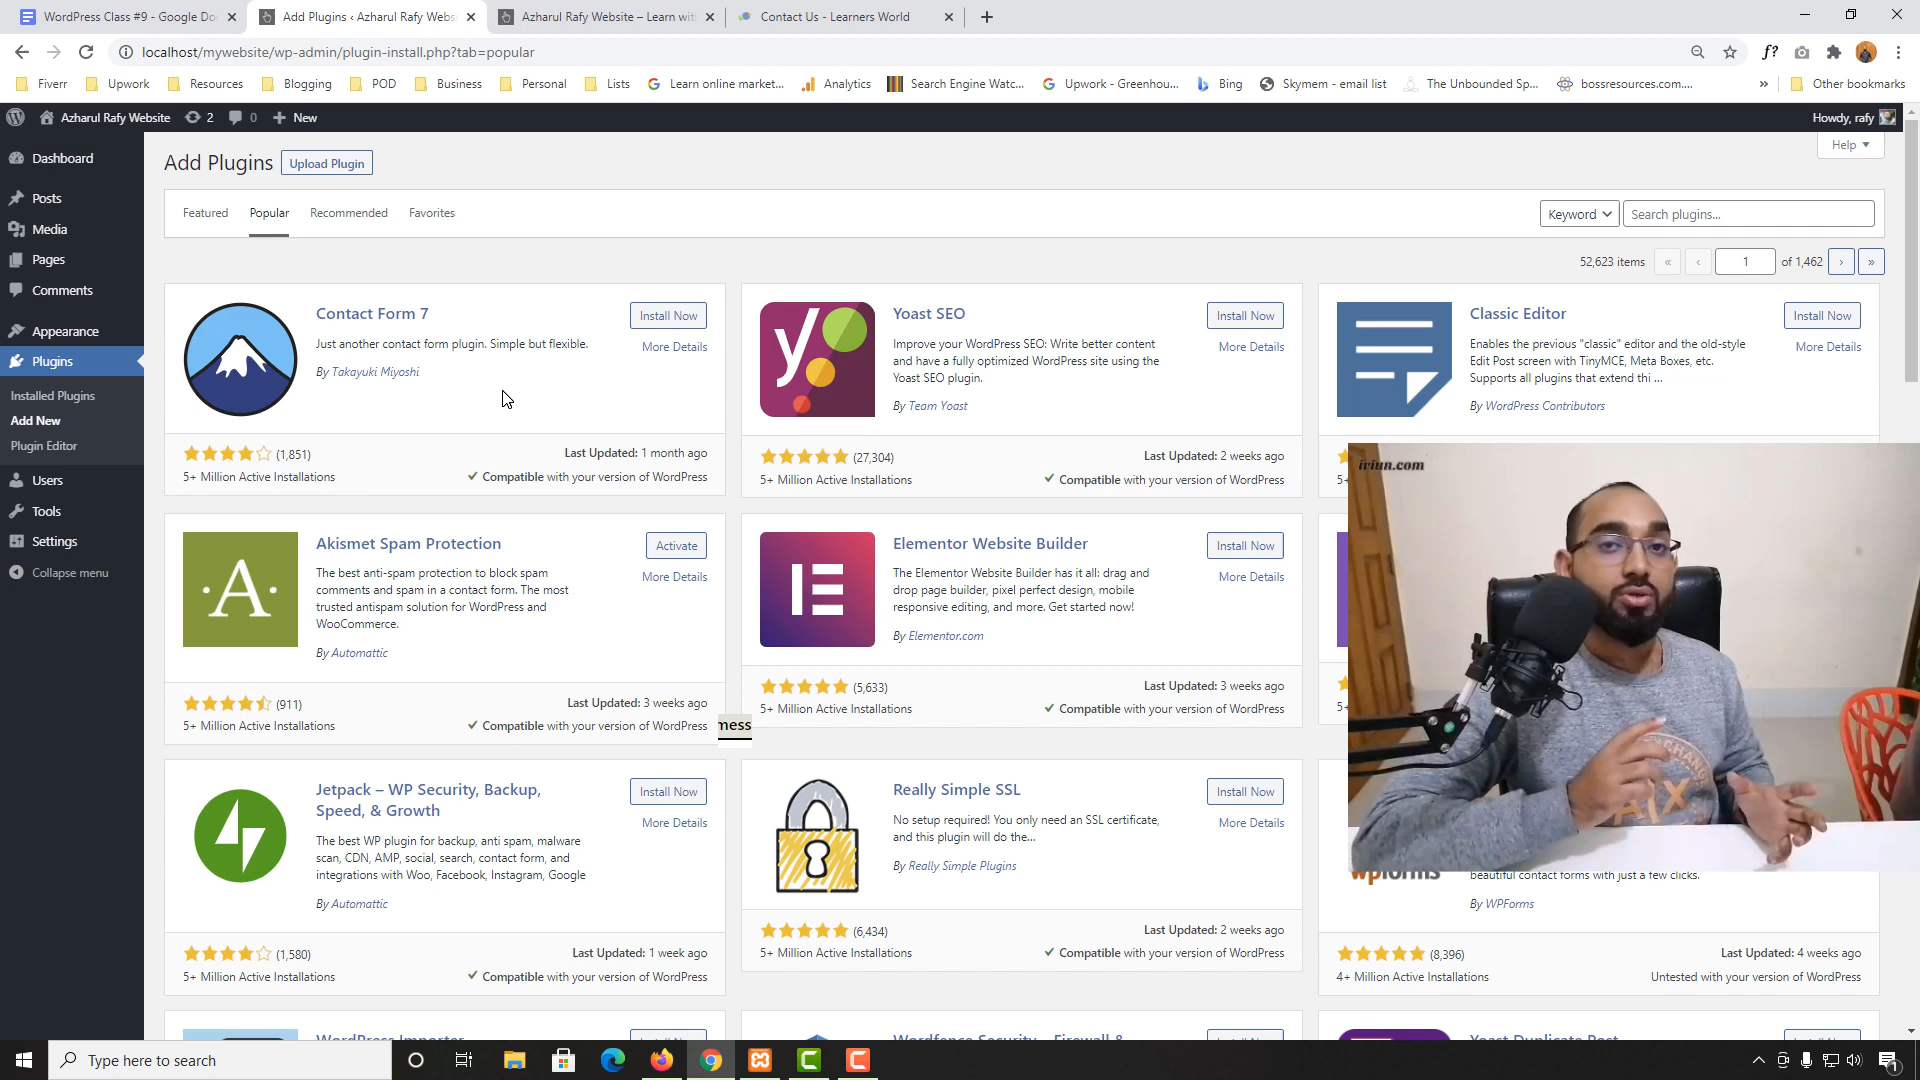 WordPress Class #9 - Google Do
Add Plugins ‹ Azharul Rafy Webs
Azharul Rafy Website – Learn wit
Contact Us - Learners World
localhost/mywebsite/wp-admin/plugin-install.php?tab=popular
f?
Fiverr
Upwork
Resources
Blogging
POD
Business
Personal
Lists
Learn online market...
Analytics
Search Engine Watc...
Upwork - Greenhou...
Bing
Skymem - email list
The Unbounded Sp...
bossresources.com....
»
Other bookmarks
Azharul Rafy Website
2
0
New
Howdy, rafy
Dashboard
Posts
Media
Pages
Comments
Appearance
Plugins
Installed Plugins
Add New
Plugin Editor
Users
Tools
Settings
Collapse menu
Add Plugins
Upload Plugin
Help
Featured
Popular
Recommended
Favorites
Keyword
Search plugins...
52,623 items
«
‹
1
of 1,462
›
»
Contact Form 7
Install Now
More Details
Just another contact form plugin. Simple but flexible.
By Takayuki Miyoshi
(1,851)
Last Updated: 1 month ago
5+ Million Active Installations
Compatible with your version of WordPress
Yoast SEO
Install Now
More Details
Improve your WordPress SEO: Write better content
and have a fully optimized WordPress site using the
Yoast SEO plugin.
By Team Yoast
(27,304)
Last Updated: 2 weeks ago
5+ Million Active Installations
Compatible with your version of WordPress
Classic Editor
Install Now
More Details
Enables the previous "classic" editor and the old-style
Edit Post screen with TinyMCE, Meta Boxes, etc.
Supports all plugins that extend thi ...
By WordPress Contributors
5+
iriun.com
A
Akismet Spam Protection
Activate
More Details
The best anti-spam protection to block spam
comments and spam in a contact form. The most
trusted antispam solution for WordPress and
WooCommerce.
By Automattic
(911)
Last Updated: 3 weeks ago
5+ Million Active Installations
Compatible with your version of WordPress
mess
Elementor Website Builder
Install Now
More Details
The Elementor Website Builder has it all: drag and
drop page builder, pixel perfect design, mobile
responsive editing, and more. Get started now!
By Elementor.com
(5,633)
Last Updated: 3 weeks ago
5+ Million Active Installations
Compatible with your version of WordPress
5+
Jetpack – WP Security, Backup,
Speed, & Growth
Install Now
More Details
The best WP plugin for backup, anti spam, malware
scan, CDN, AMP, social, search, contact form, and
integrations with Woo, Facebook, Instagram, Google
By Automattic
(1,580)
Last Updated: 1 week ago
5+ Million Active Installations
Compatible with your version of WordPress
Really Simple SSL
Install Now
More Details
No setup required! You only need an SSL certificate,
and this plugin will do the...
By Really Simple Plugins
(6,434)
Last Updated: 2 weeks ago
5+ Million Active Installations
Compatible with your version of WordPress
wpforms
beautiful contact forms with just a few clicks.
By WPForms
(8,396)
Last Updated: 4 weeks ago
4+ Million Active Installations
Untested with your version of WordPress
WordPress Importer
Wordfence Security – Firewall &
Yoast Duplicate Post
Type here to search
1